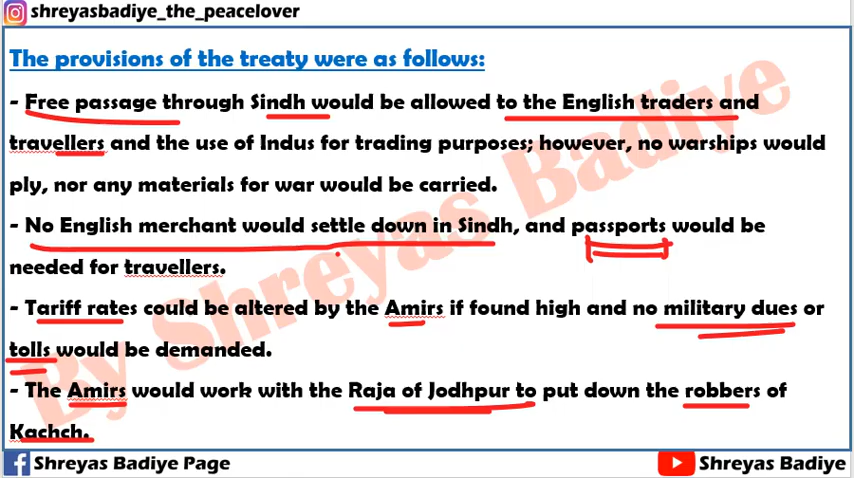 shreyasbadiye_the_peacelover
The provisions of the treaty were as follows:
- Free passage through Sindh would be allowed to the English traders and
travellers and the use of Indus for trading purposes; however, no warships would
ply, nor any materials for war would be carried.
- No English merchant would settle down in Sindh, and passports would be
needed for travellers.
- Tariff rates could be altered by the Amirs if found high and no military dues or
tolls would be demanded.
- The Amirs would work with the Raja of Jodhpur to put down the robbers of
Kachch.
By Shreyas Badiye
Shreyas Badiye Page
Shreyas Badiye